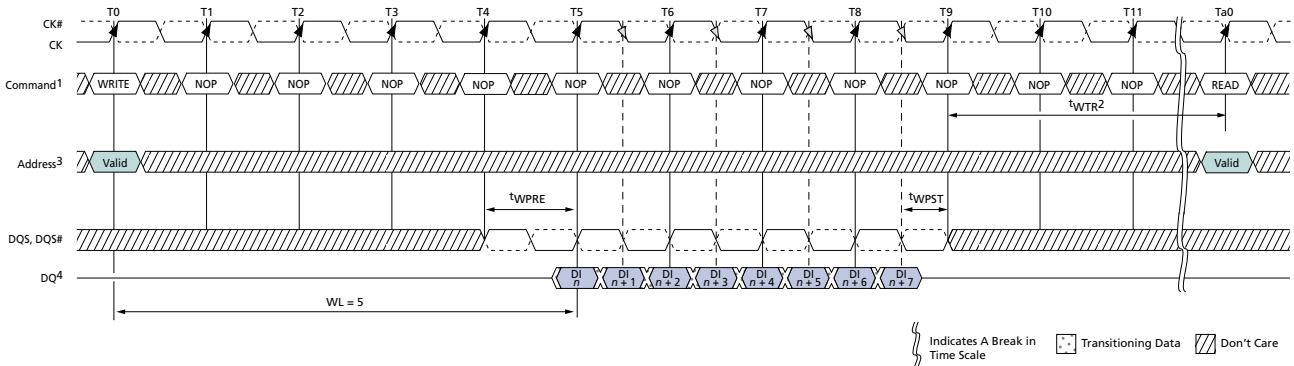 T0 T1 T2 T3 T4 T5 T6 T7 T8 T9 T10 T11 Ta0
CK#
CK
Command1 WRITE NOP NOP NOP NOP NOP NOP NOP NOP NOP NOP NOP READ
tWTR2
Address3 Valid Valid
tWPRE tWPST
DQS, DQS#
DQ4 DI n DI n + 1 DI n + 2 DI n + 3 DI n + 4 DI n + 5 DI n + 6 DI n + 7
WL = 5
Indicates A Break in
Time Scale
Transitioning Data
Don't Care